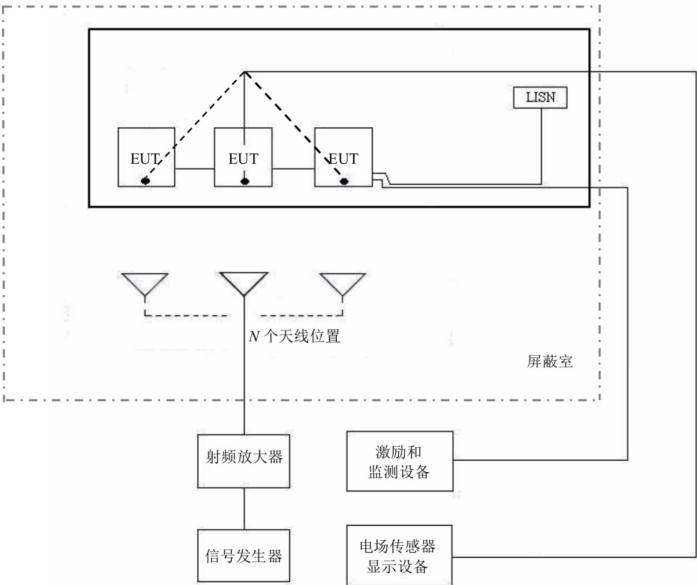 LISN
EUT
EUT
EUT
N 个天线位置
屏蔽室
射频放大器
激励和
监测设备
信号发生器
电场传感器
显示设备